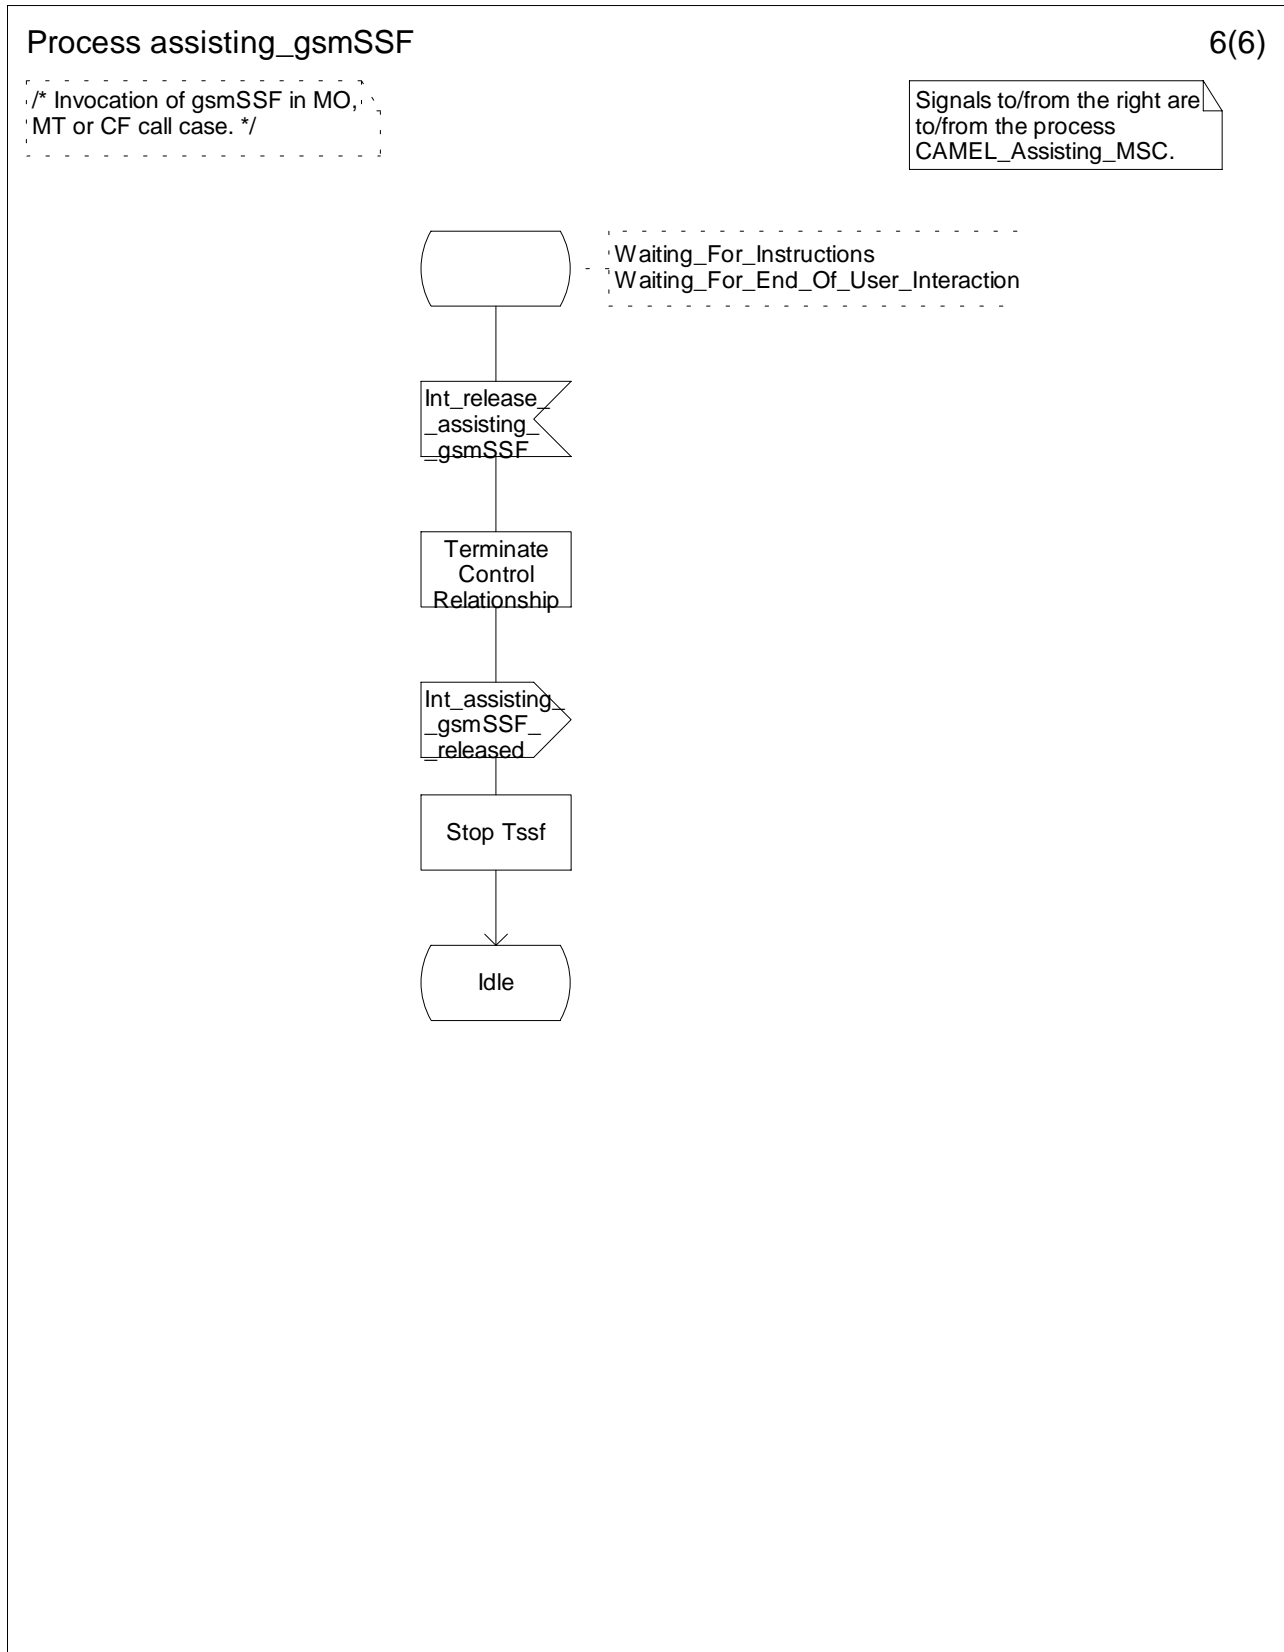 Process assisting_gsmSSF
6(6)
/* Invocation of gsmSSF in MO,
MT or CF call case. */
Signals to/from the right are
to/from the process
CAMEL_Assisting_MSC.
Waiting_For_Instructions
Waiting_For_End_Of_User_Interaction
Int_release_
_assisting_
_gsmSSF
Terminate
Control
Relationship
Int_assisting_
_gsmSSF_
_released
Stop Tssf
Idle